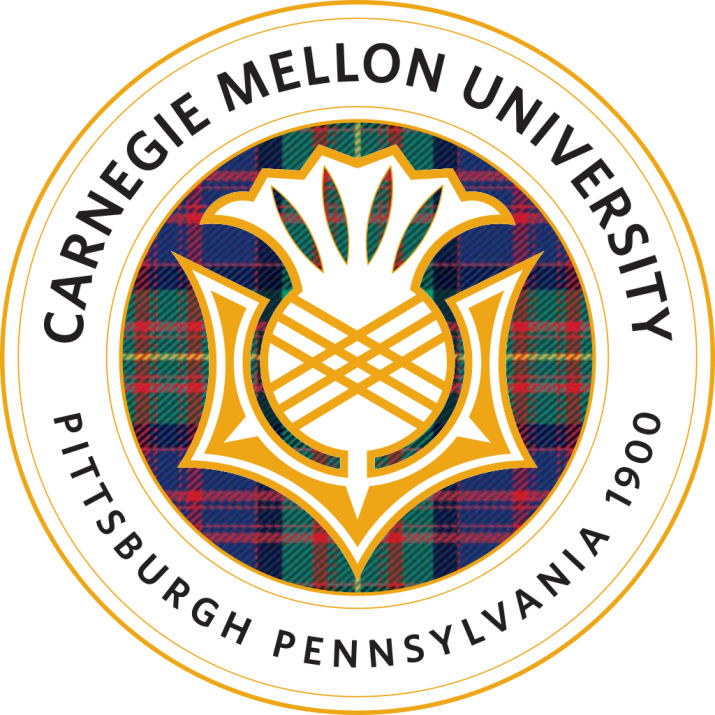 CARNEGIE MELLON UNIVERSITY
PITTSBURGH PENNSYLVANIA 1900